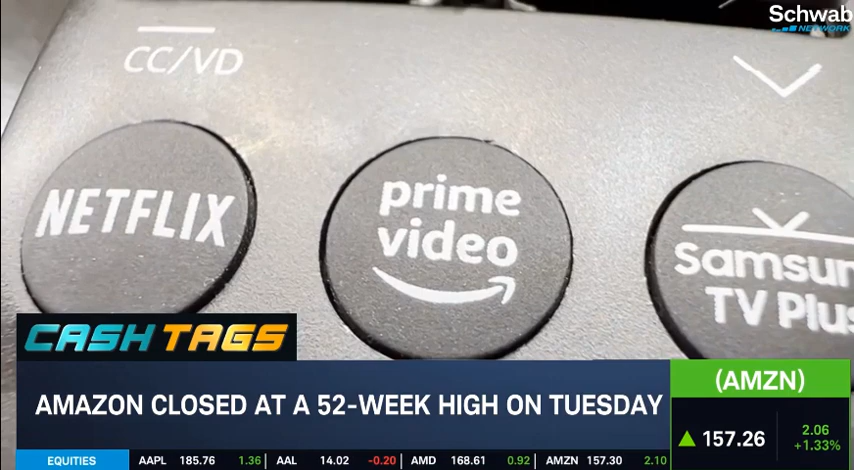 Schwab
NETWORK
CC/VD
NETFLIX
prime
video
Samsun
TV Plus
CASH TAGS
AMAZON CLOSED AT A 52-WEEK HIGH ON TUESDAY
(AMZN)
157.26
2.06
+1.33%
EQUITIES AAPL 185.76 1.36 AAL 14.02 -0.20 AMD 168.61 0.92 AMZN 157.30 2.10